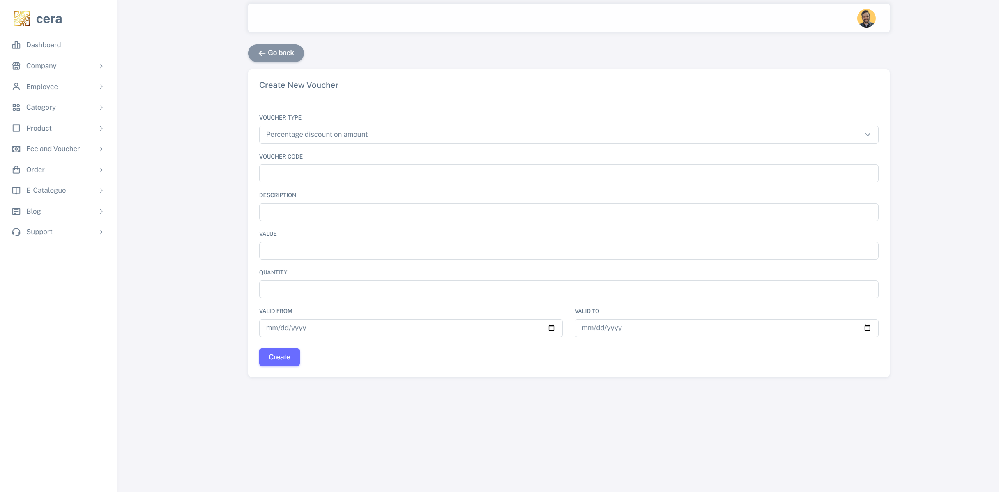 cera
Dashboard
Company
Employee
Category
Product
Fee and Voucher
Order
E-Catalogue
Blog
Support
Go back
Create New Voucher
VOUCHER TYPE
Percentage discount on amount
VOUCHER CODE
DESCRIPTION
VALUE
QUANTITY
VALID FROM
mm/dd/yyyy
VALID TO
mm/dd/yyyy
Create